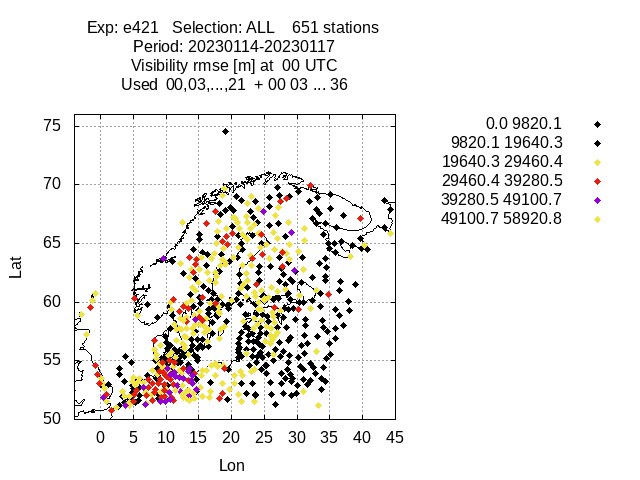 Exp: e421 Selection: ALL 651 stations
Period: 20230114-20230117
Visibility rmse [m] at 00 UTC
Used 00,03,...,21 + 00 03 ... 36
0.0 9820.1
9820.1 19640.3
19640.3 29460.4
29460.4 39280.5
39280.5 49100.7
49100.7 58920.8
75
70
65
60
55
50
Lat
0 5 10 15 20 25 30 35 40 45
Lon